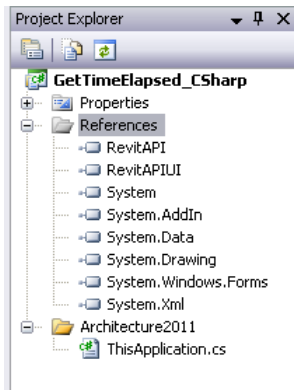 Project Explorer
GetTimeElapsed_CSharp
Properties
References
RevitAPI
RevitAPIUI
System
System.AddIn
System.Data
System.Drawing
System.Windows.Forms
System.Xml
Architecture2011
ThisApplication.cs